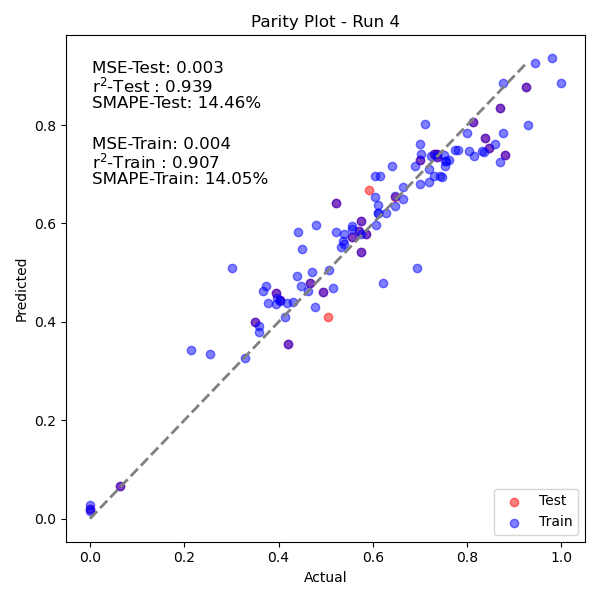 Parity Plot - Run 4
MSE-Test: 0.003
r²-Test : 0.939
SMAPE-Test: 14.46%
MSE-Train: 0.004
r²-Train : 0.907
SMAPE-Train: 14.05%
0.8
0.6
0.4
0.2
0.0
Predicted
Test
Train
0.0 0.2 0.4 0.6 0.8 1.0
Actual